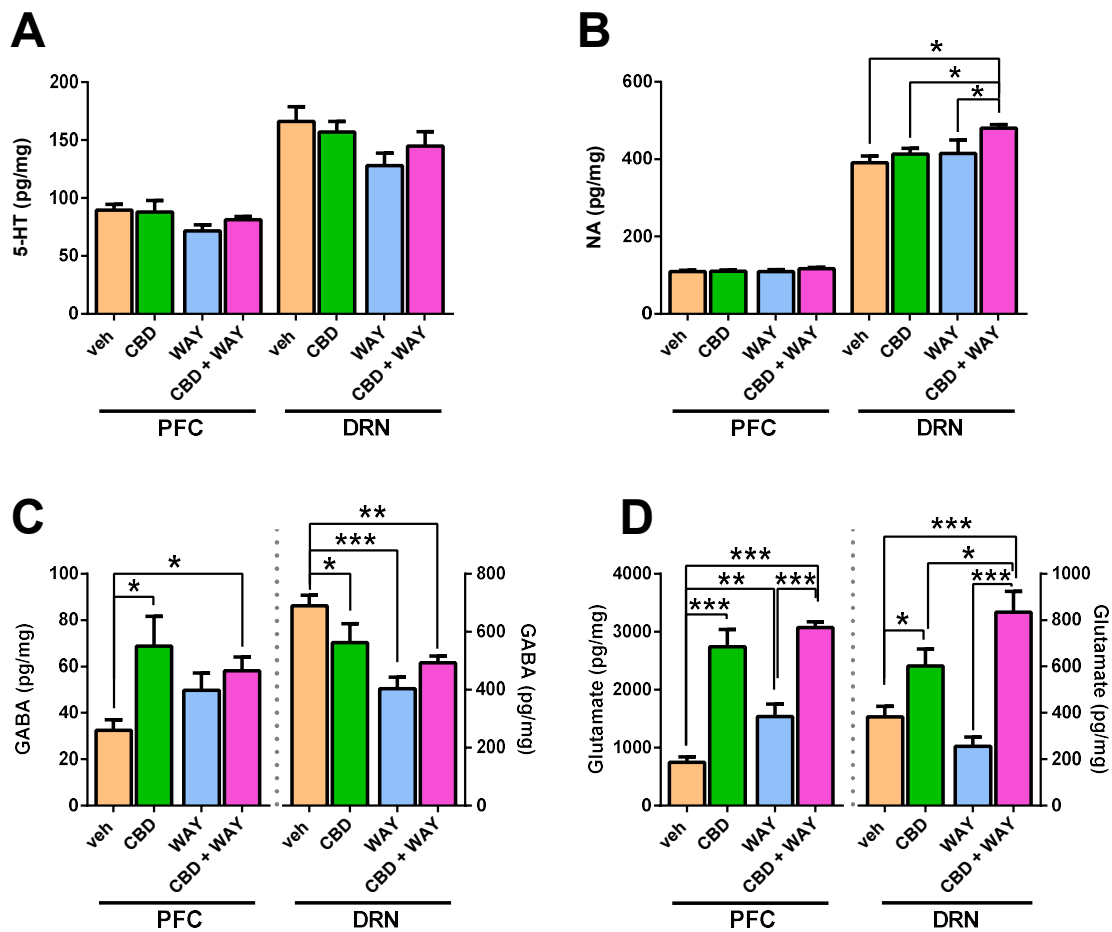 A
5-HT (pg/mg)
200
150
100
50
0
veh
CBD
WAY
CBD + WAY
veh
CBD
WAY
CBD + WAY
PFC
DRN
B
NA (pg/mg)
600
400
200
0
*
*
*
veh
CBD
WAY
CBD + WAY
veh
CBD
WAY
CBD + WAY
PFC
DRN
C
GABA (pg/mg)
100
80
60
40
20
0
*
*
**
***
*
800
600
400
200
0
GABA (pg/mg)
veh
CBD
WAY
CBD + WAY
veh
CBD
WAY
CBD + WAY
PFC
DRN
D
Glutamate (pg/mg)
4000
3000
2000
1000
0
***
**
***
***
***
*
***
*
1000
800
600
400
200
0
Glutamate (pg/mg)
veh
CBD
WAY
CBD + WAY
veh
CBD
WAY
CBD + WAY
PFC
DRN